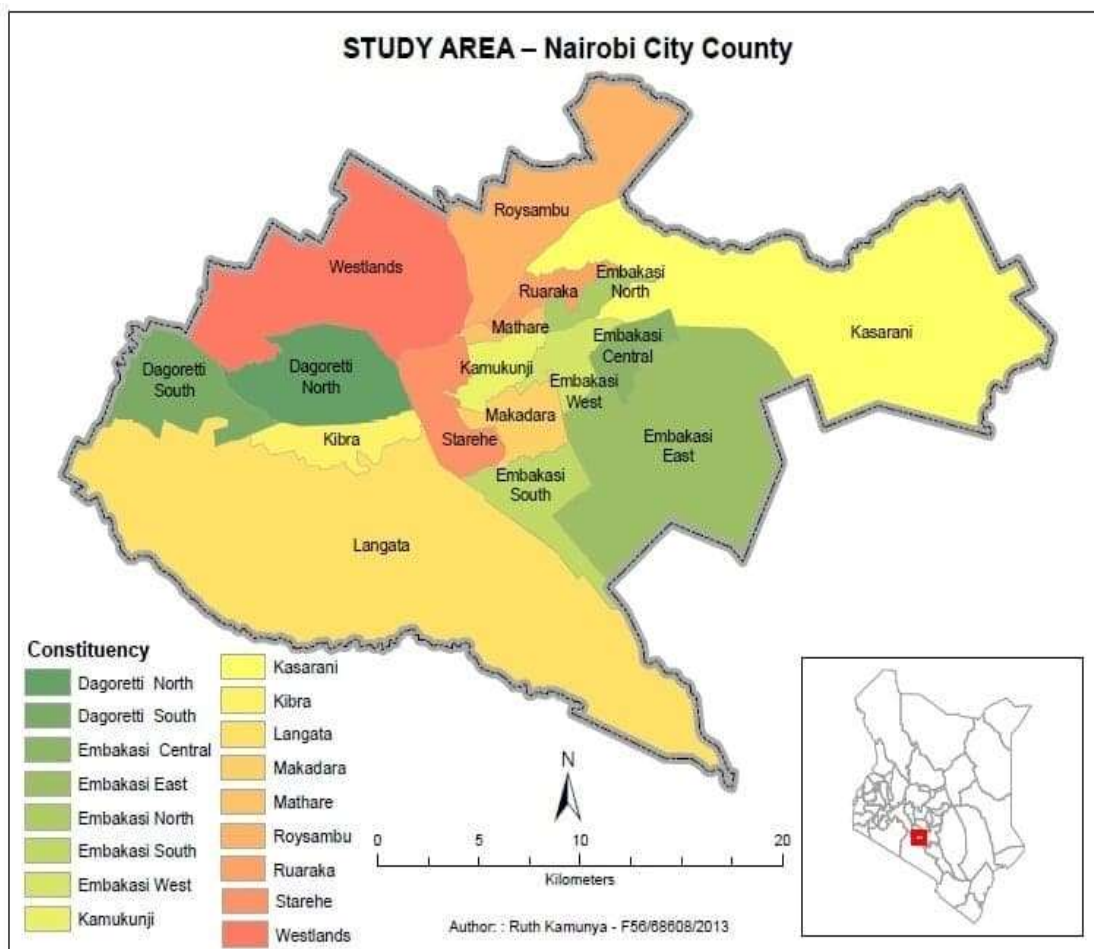 STUDY AREA – Nairobi City County
Roysambu
Westlands
Ruaraka
Embakasi
North
Kasarani
Mathare
Embakasi
Central
Dagoretti
South
Dagoretti
North
Kamukunji
Embakasi
West
Makadara
Kibra
Starehe
Embakasi
East
Embakasi
South
Langata
Constituency
Dagoretti North
Dagoretti South
Embakasi Central
Embakasi East
Embakasi North
Embakasi South
Embakasi West
Kamukunji
Kasarani
Kibra
Langata
Makadara
Mathare
Roysambu
Ruaraka
Starehe
Westlands
N
0 5 10 20
Kilometers
Author: : Ruth Kamunya - F56/68608/2013